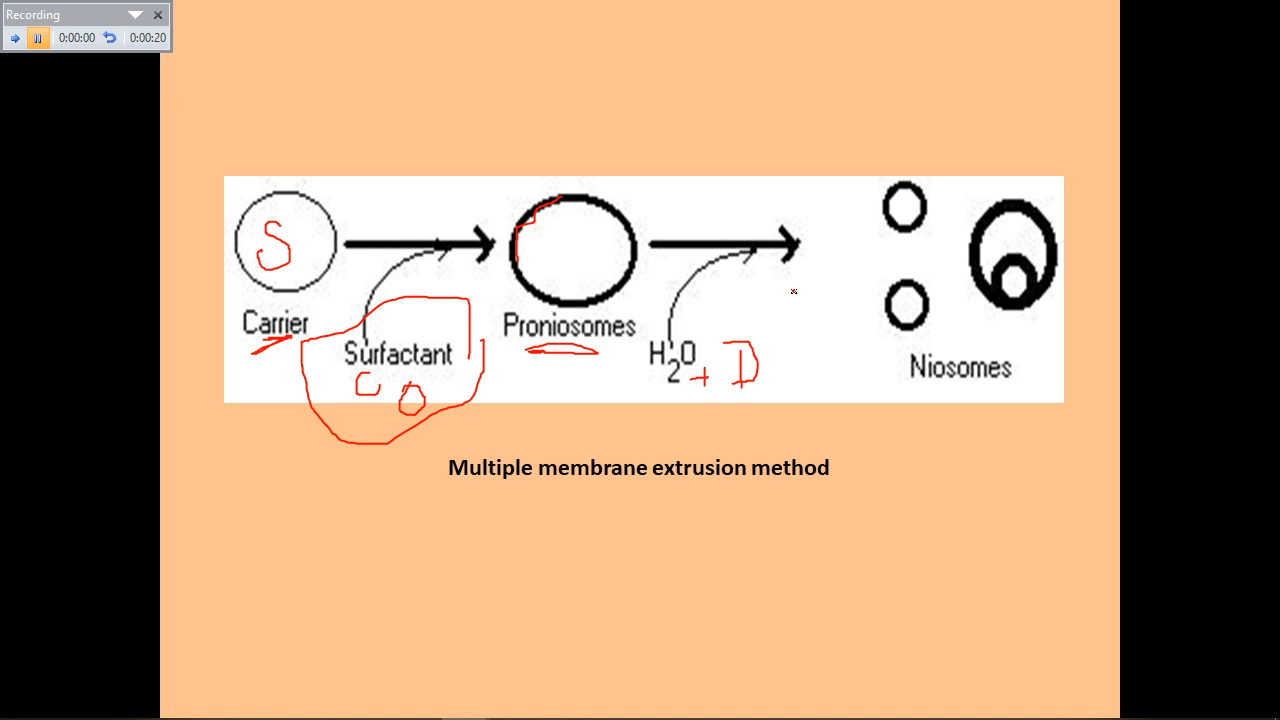 Recording
0:00:00 0:00:20
S
Carrier
Surfactant
C O
Proniosomes
H2O + D
Niosomes
Multiple membrane extrusion method